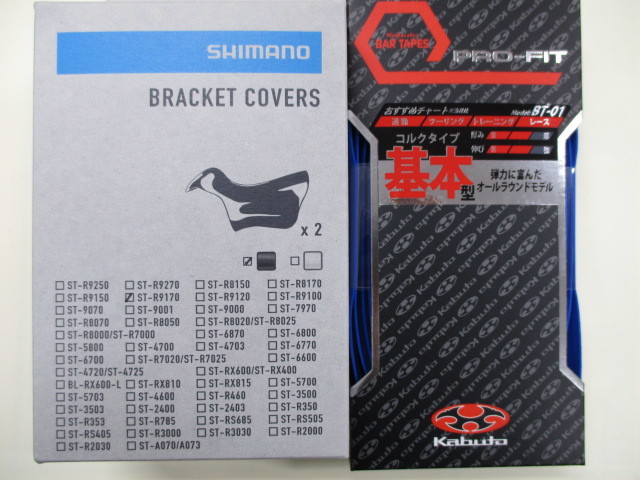 SHIMANO
BRACKET COVERS
x 2
ST-R9250 ST-R9270 ST-R8150 ST-R8170
ST-R9150 ST-R9170 ST-R9120 ST-R9100
ST-9070 ST-9001 ST-9000 ST-7970
ST-R8070 ST-R8050 ST-R8020/ST-R8025
ST-R8000/ST-R7000 ST-6870 ST-6800
ST-5800 ST-4700 ST-4703 ST-6770
ST-6700 ST-R7020/ST-R7025 ST-6600
ST-4720/ST-4725 ST-RX600/ST-RX400
BL-RX600-L ST-RX810 ST-RX815 ST-5700
ST-5703 ST-4600 ST-R460 ST-3500
ST-3503 ST-2400 ST-2403 ST-R350
ST-R353 ST-R785 ST-RS685 ST-RS505
ST-RS405 ST-R3000 ST-R3030 ST-R2000
ST-R2030 ST-A070/A073
Kabuto
BAR TAPES
PRO-FIT
おすすめチャート
Model: BT-01
通勤 ツーリング トレーニング レース
コルクタイプ
基本型
弾力に富んだ
オールラウンドモデル
Kabuto